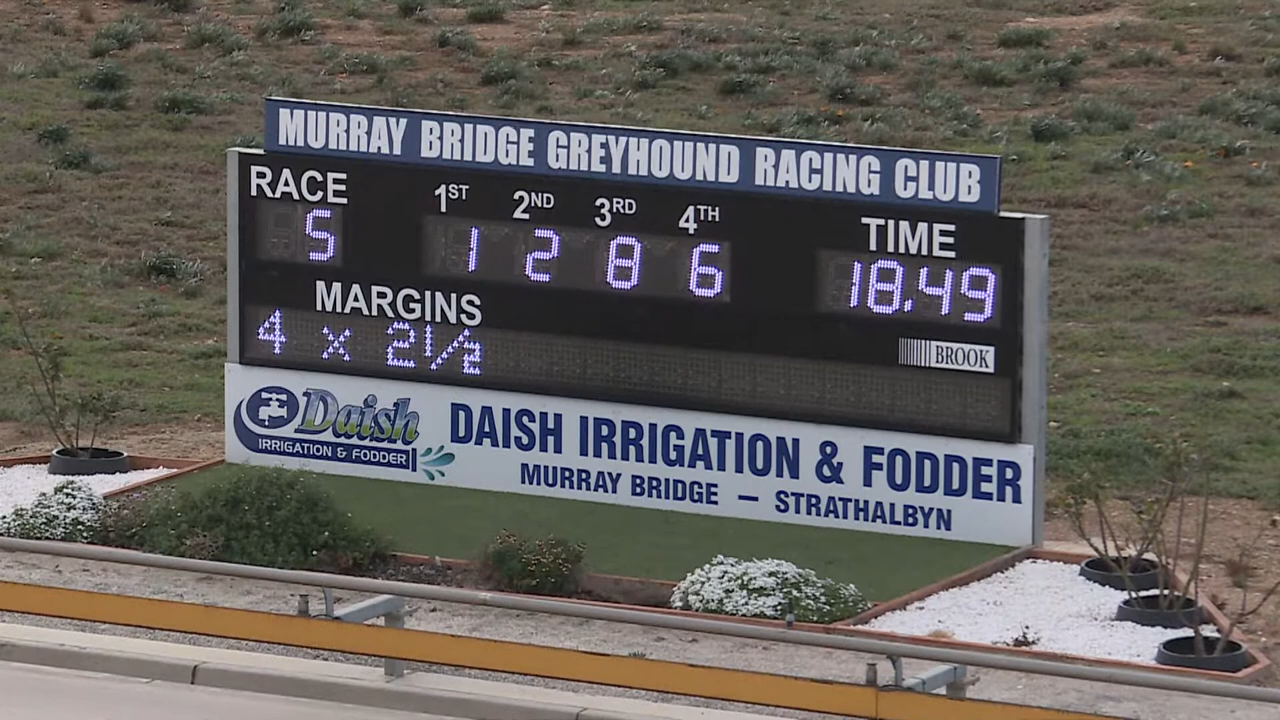 MURRAY BRIDGE GREYHOUND RACING CLUB
RACE 1ST 2ND 3RD 4TH TIME
5 1 2 8 6 18.49
MARGINS
4 x 2 1/2
BROOK
Daish
IRRIGATION & FODDER
DAISH IRRIGATION & FODDER
MURRAY BRIDGE – STRATHALBYN